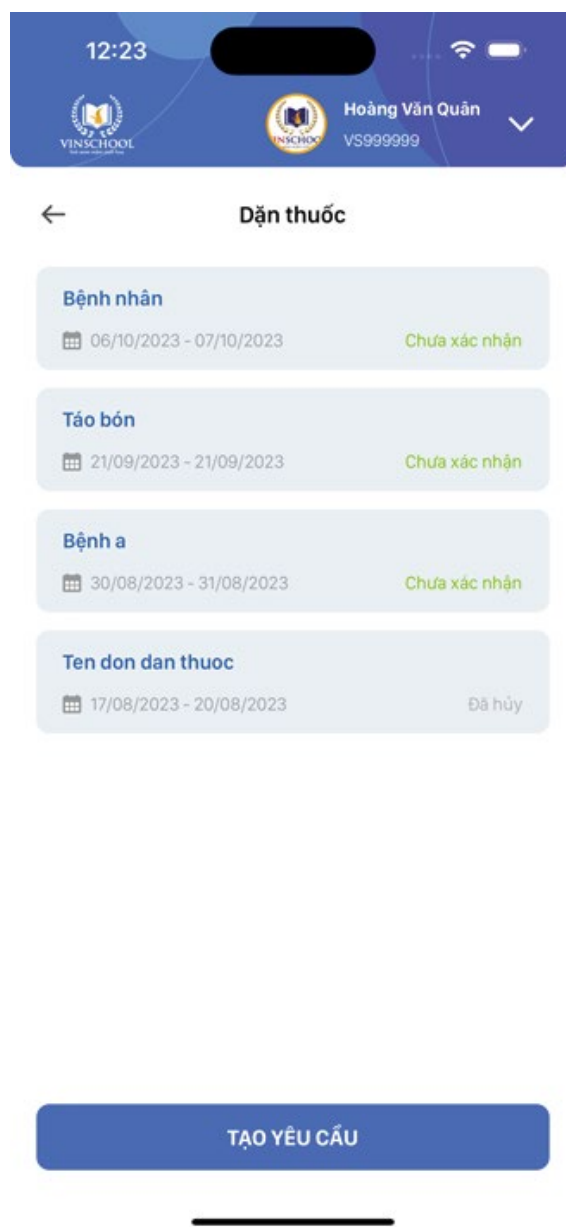 12:23
VINSCHOOL
Hoàng Văn Quân
VS999999
Dặn thuốc
Bệnh nhân
06/10/2023 - 07/10/2023
Chưa xác nhận
Táo bón
21/09/2023 - 21/09/2023
Chưa xác nhận
Bệnh a
30/08/2023 - 31/08/2023
Chưa xác nhận
Ten don dan thuoc
17/08/2023 - 20/08/2023
Đã hủy
TẠO YÊU CẦU